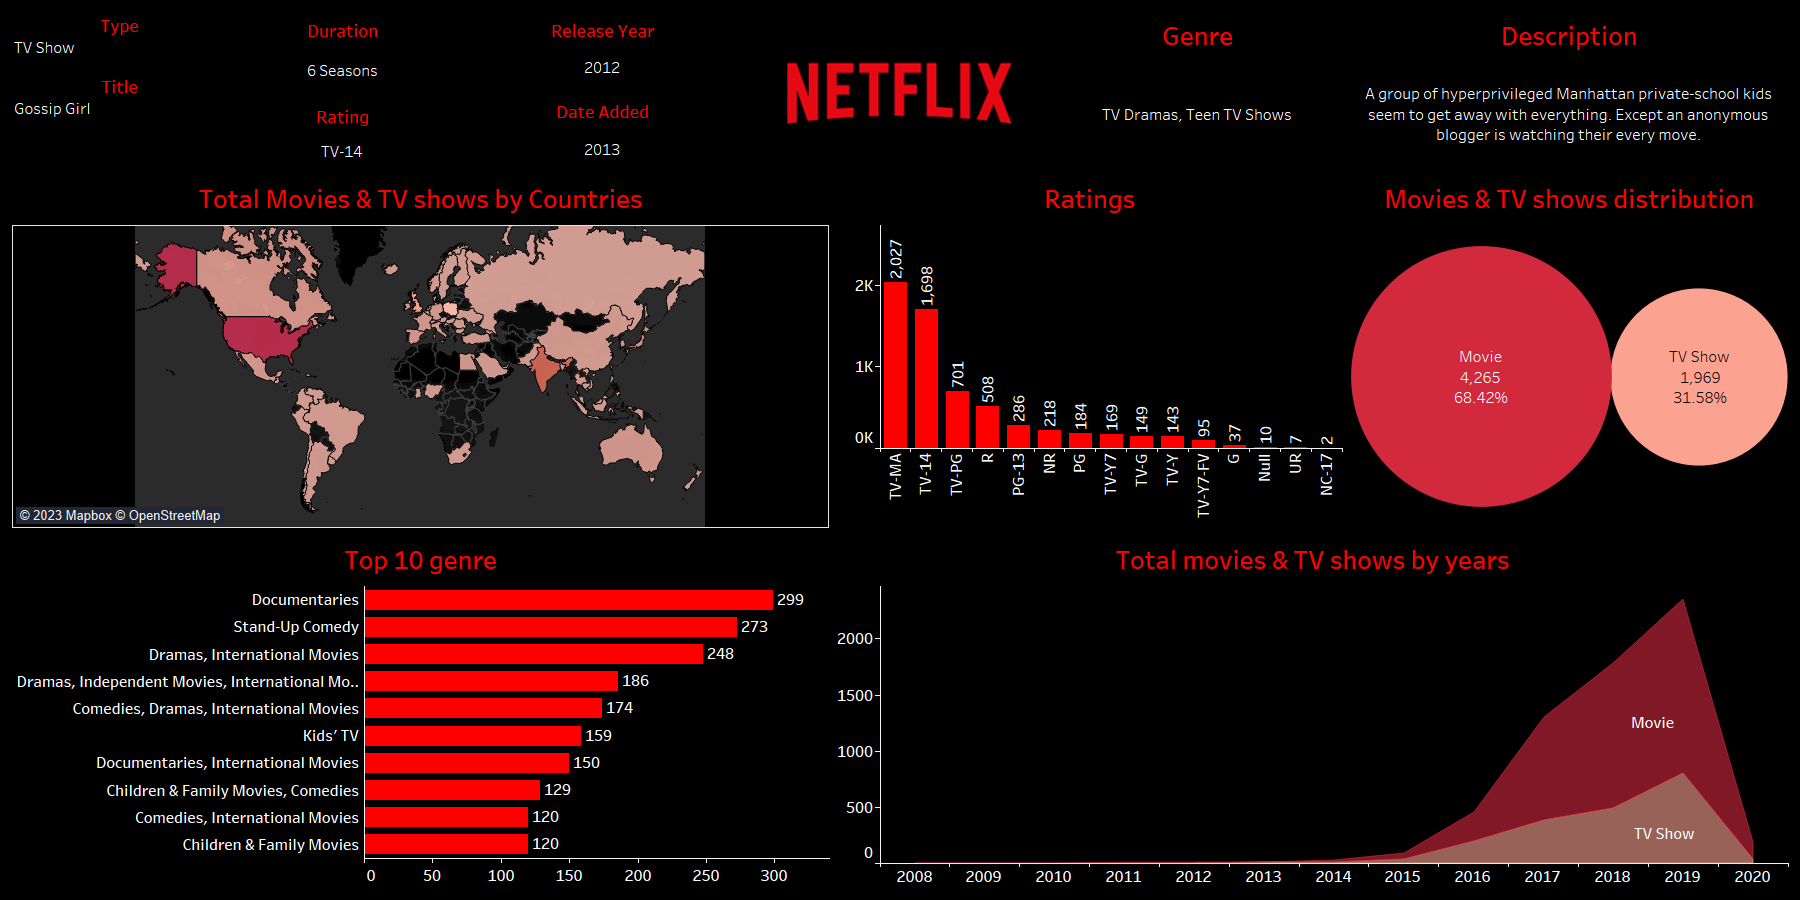 Type
TV Show
Title
Gossip Girl
Duration
6 Seasons
Rating
TV-14
Release Year
2012
Date Added
2013
NETFLIX
Genre
TV Dramas, Teen TV Shows
Description
A group of hyperprivileged Manhattan private-school kids
seem to get away with everything. Except an anonymous
blogger is watching their every move.
Total Movies & TV shows by Countries
© 2023 Mapbox © OpenStreetMap
Ratings
2K
1K
0K
2,027
1,698
701
508
286
218
184
169
149
143
95
37
10
7
2
TV-MA
TV-14
TV-PG
R
PG-13
NR
PG
TV-Y7
TV-G
TV-Y
TV-Y7-FV
G
Null
UR
NC-17
Movies & TV shows distribution
Movie
4,265
68.42%
TV Show
1,969
31.58%
Top 10 genre
Documentaries 299
Stand-Up Comedy 273
Dramas, International Movies 248
Dramas, Independent Movies, International Mo.. 186
Comedies, Dramas, International Movies 174
Kids' TV 159
Documentaries, International Movies 150
Children & Family Movies, Comedies 129
Comedies, International Movies 120
Children & Family Movies 120
0 50 100 150 200 250 300
Total movies & TV shows by years
2000
1500
1000
500
0
Movie
TV Show
2008 2009 2010 2011 2012 2013 2014 2015 2016 2017 2018 2019 2020